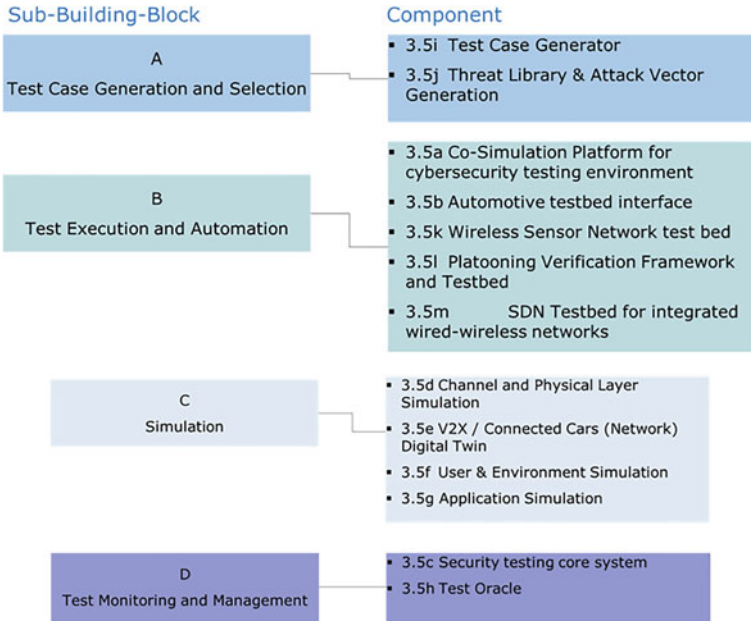 Sub-Building-Block
Component
A
Test Case Generation and Selection
▪ 3.5i Test Case Generator
▪ 3.5j Threat Library & Attack Vector
Generation
B
Test Execution and Automation
▪ 3.5a Co-Simulation Platform for
cybersecurity testing environment
▪ 3.5b Automotive testbed interface
▪ 3.5k Wireless Sensor Network test bed
▪ 3.5l Platooning Verification Framework
and Testbed
▪ 3.5m SDN Testbed for integrated
wired-wireless networks
C
Simulation
▪ 3.5d Channel and Physical Layer
Simulation
▪ 3.5e V2X / Connected Cars (Network)
Digital Twin
▪ 3.5f User & Environment Simulation
▪ 3.5g Application Simulation
D
Test Monitoring and Management
▪ 3.5c Security testing core system
▪ 3.5h Test Oracle